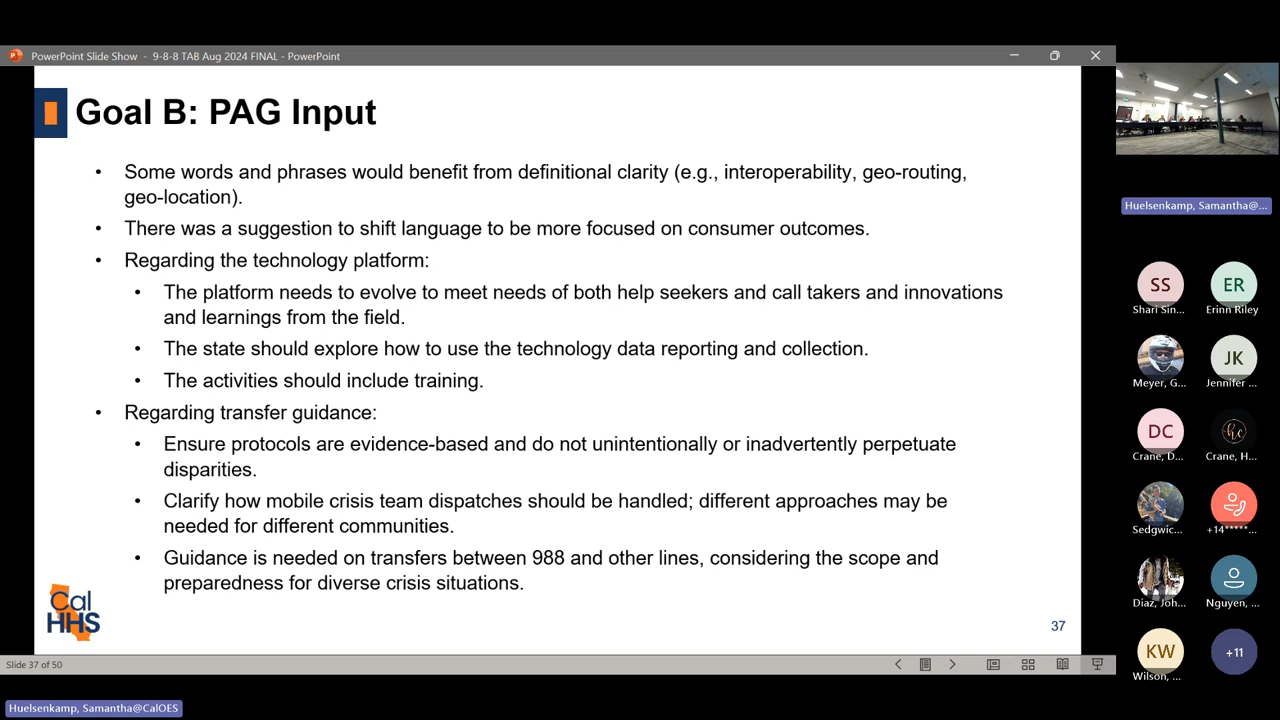 PowerPoint Slide Show - 9-8-8 TAB Aug 2024 FINAL - PowerPoint
Goal B: PAG Input
• Some words and phrases would benefit from definitional clarity (e.g., interoperability, geo-routing,
geo-location).
• There was a suggestion to shift language to be more focused on consumer outcomes.
• Regarding the technology platform:
• The platform needs to evolve to meet needs of both help seekers and call takers and innovations
and learnings from the field.
• The state should explore how to use the technology data reporting and collection.
• The activities should include training.
• Regarding transfer guidance:
• Ensure protocols are evidence-based and do not unintentionally or inadvertently perpetuate
disparities.
• Clarify how mobile crisis team dispatches should be handled; different approaches may be
needed for different communities.
• Guidance is needed on transfers between 988 and other lines, considering the scope and
preparedness for diverse crisis situations.
Cal
HHS
37
Slide 37 of 50
Huelsenkamp, Samantha@CalOES
Huelsenkamp, Samantha@...
SS
Shari Sin...
ER
Erinn Riley
Meyer, G...
JK
Jennifer ...
DC
Crane, D...
hc
Crane, H...
Sedgwic...
+14*****...
Diaz, Joh...
Nguyen, ...
KW
Wilson, ...
+11